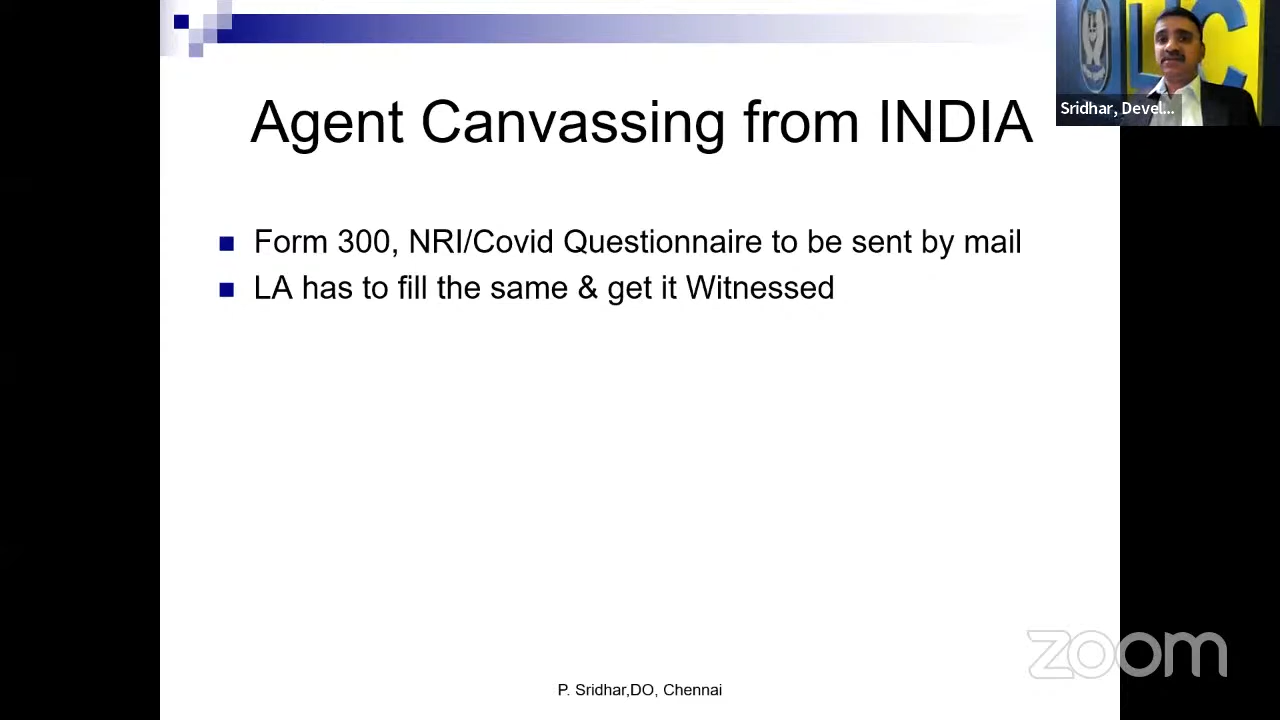 Agent Canvassing from INDIA
Sridhar, Devel...
Form 300, NRI/Covid Questionnaire to be sent by mail
LA has to fill the same & get it Witnessed
zoom
P. Sridhar,DO, Chennai